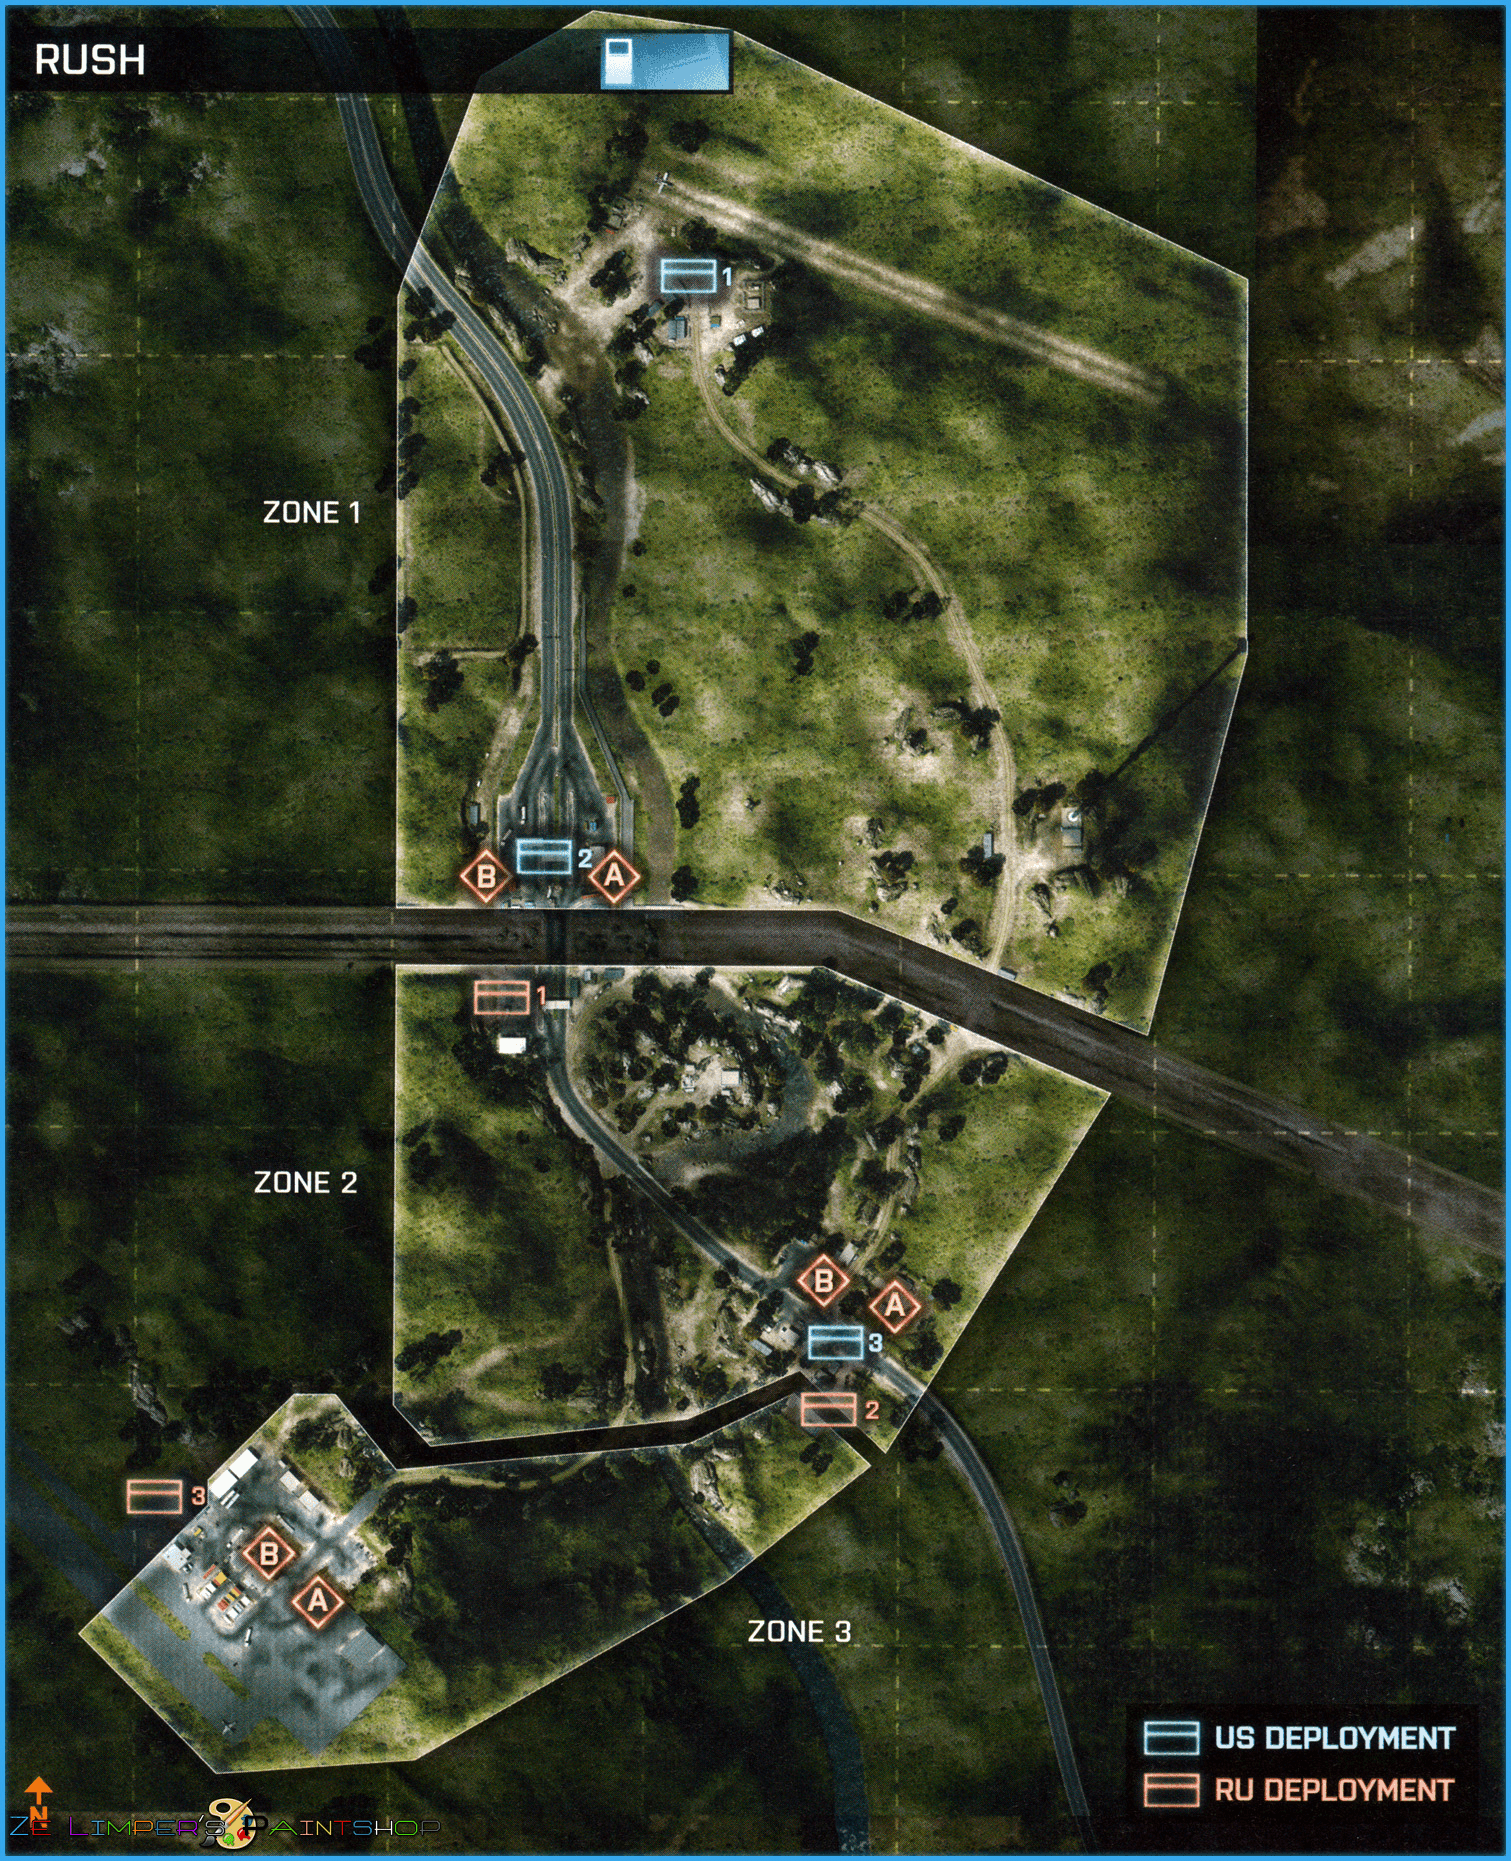 RUSH
1
ZONE 1
B
2
A
1
ZONE 2
B
A
3
2
3
B
A
ZONE 3
US DEPLOYMENT
RU DEPLOYMENT
N
ZE LIMPER'S PAINTSHOP